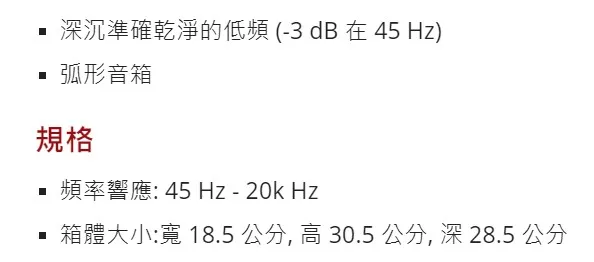 深沉準確乾淨的低頻 (-3 dB 在 45 Hz)
弧形音箱
規格
頻率響應: 45 Hz - 20k Hz
箱體大小:寬 18.5 公分, 高 30.5 公分, 深 28.5 公分